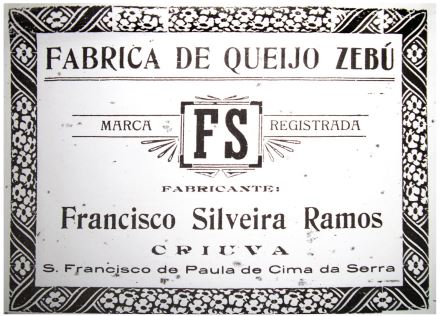 FABRICA DE QUEIJO ZEBÚ
MARCA FS REGISTRADA
FABRICANTE:
Francisco Silveira Ramos
CRIUVA
S. Francisco de Paula de Cima da Serra